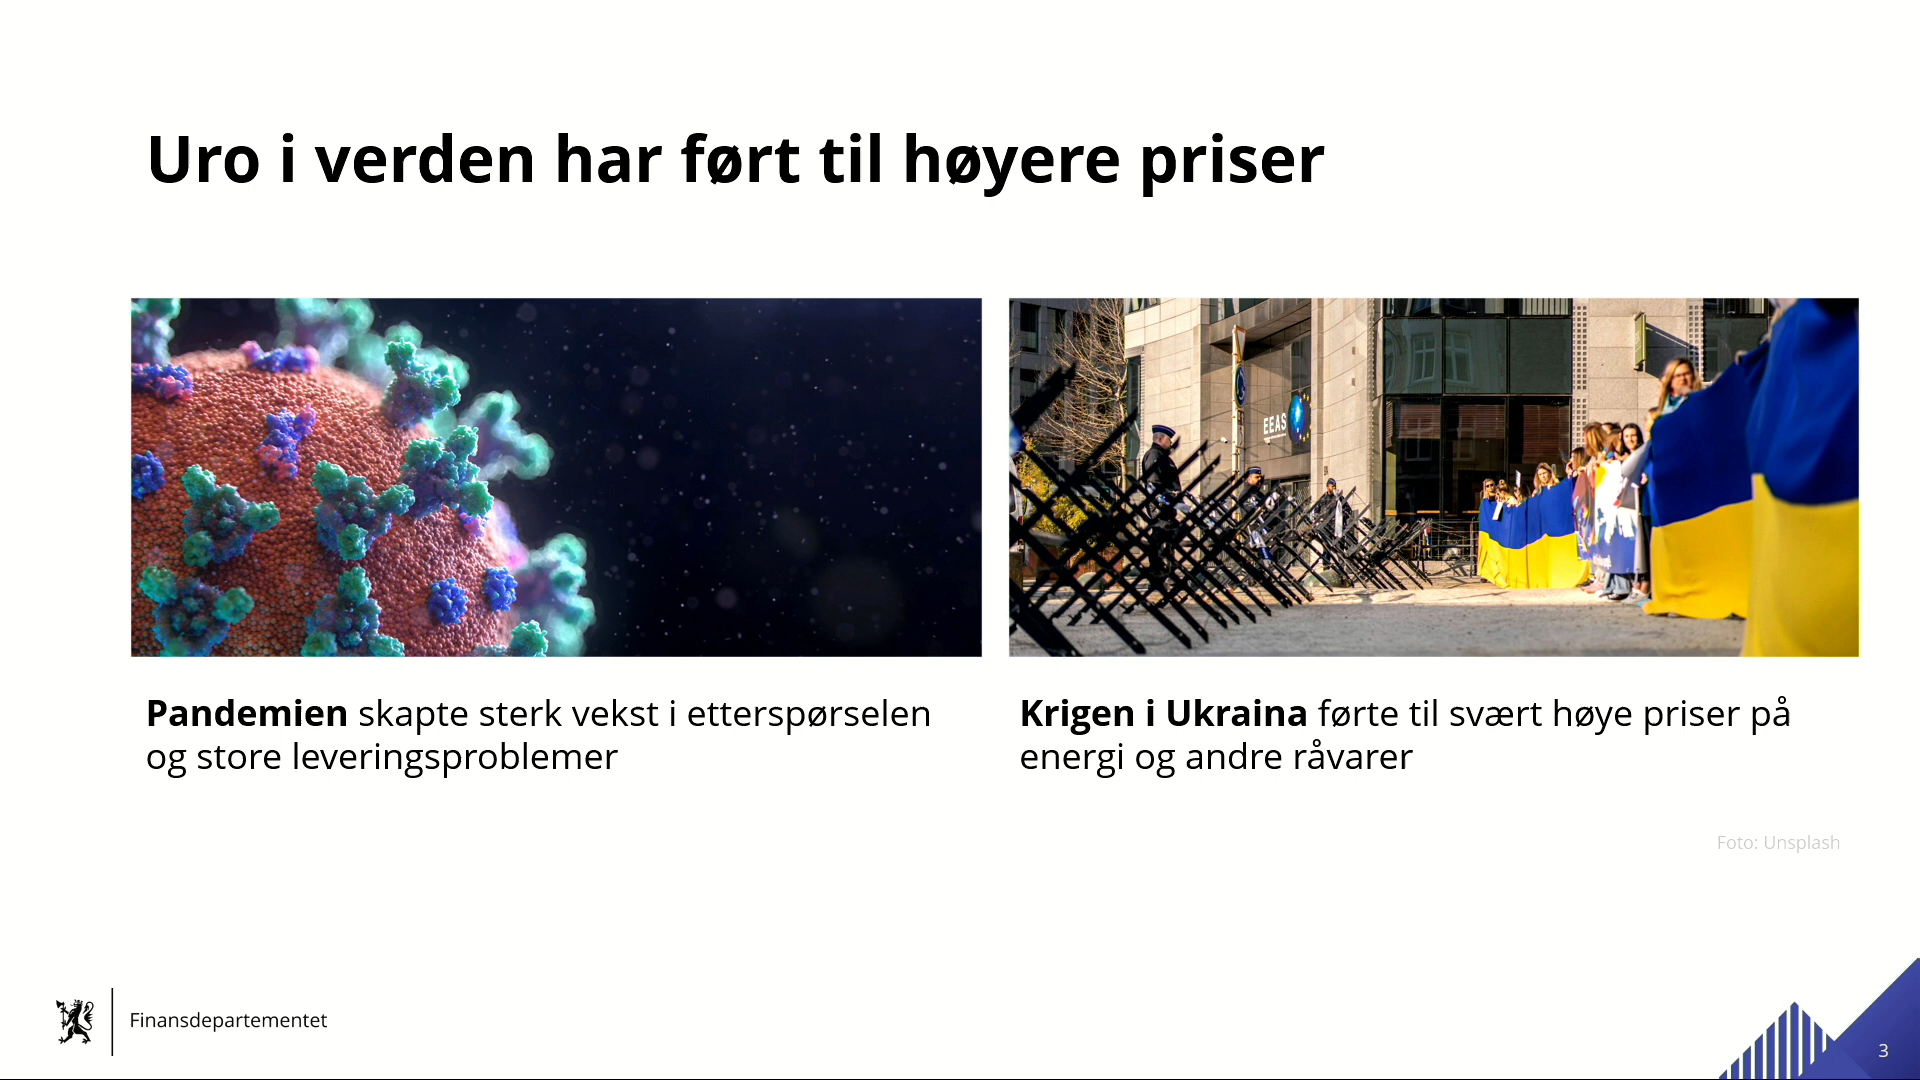 Uro i verden har ført til høyere priser
EEAS
Pandemien skapte sterk vekst i etterspørselen
og store leveringsproblemer
Krigen i Ukraina førte til svært høye priser på
energi og andre råvarer
Foto: Unsplash
Finansdepartementet
3